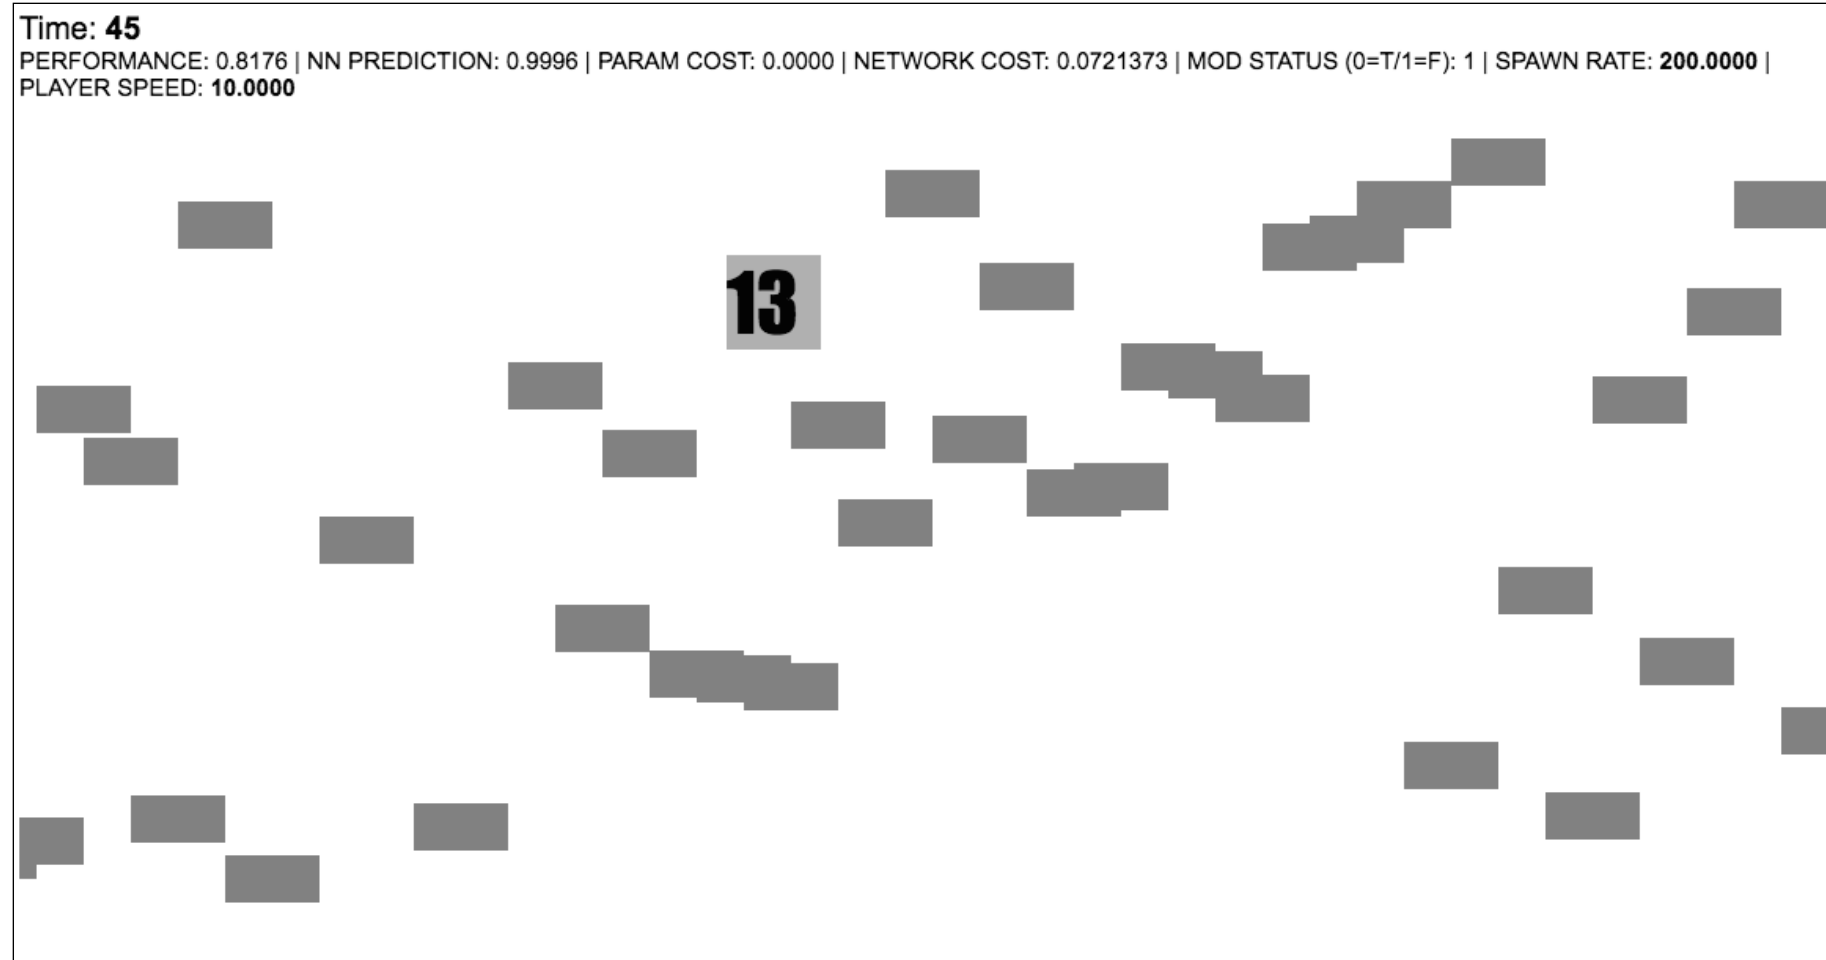 Time: 45
PERFORMANCE: 0.8176 | NN PREDICTION: 0.9996 | PARAM COST: 0.0000 | NETWORK COST: 0.0721373 | MOD STATUS (0=T/1=F): 1 | SPAWN RATE: 200.0000 |
PLAYER SPEED: 10.0000
13